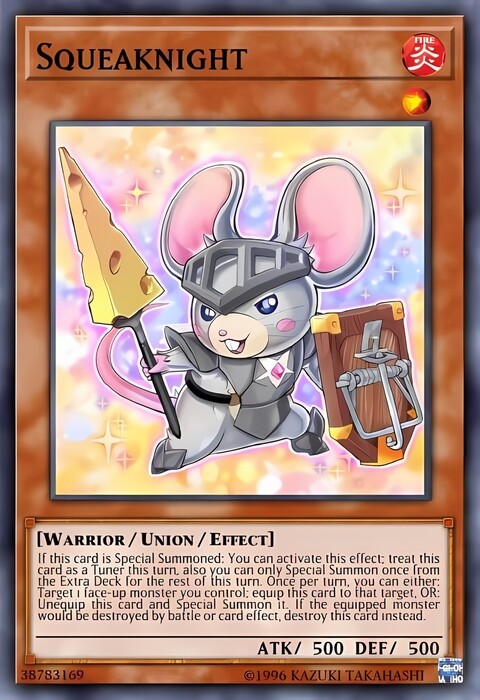 Squeaknight
FIRE
炎
[Warrior / Union / Effect]
If this card is Special Summoned: You can activate this effect; treat this
card as a Tuner this turn, also you can only Special Summon once from
the Extra Deck for the rest of this turn. Once per turn, you can either:
Target 1 face-up monster you control; equip this card to that target, OR:
Unequip this card and Special Summon it. If the equipped monster
would be destroyed by battle or card effect, destroy this card instead.
ATK/ 500 DEF/ 500
38783169
©1996 KAZUKI TAKAHASHI